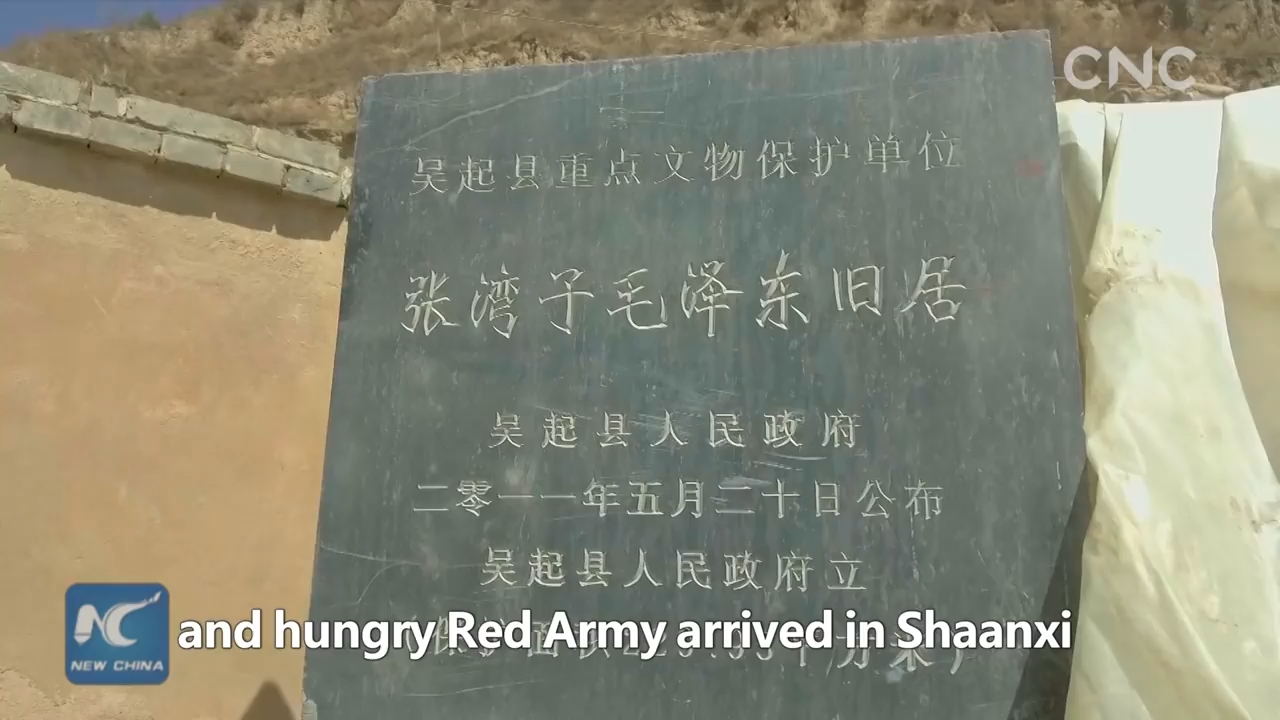 CNC
吴起县重点文物保护单位
张湾子毛泽东旧居
吴起县人民政府
二零一一年五月二十日公布
吴起县人民政府立
and hungry Red Army arrived in Shaanxi
NC
NEW CHINA